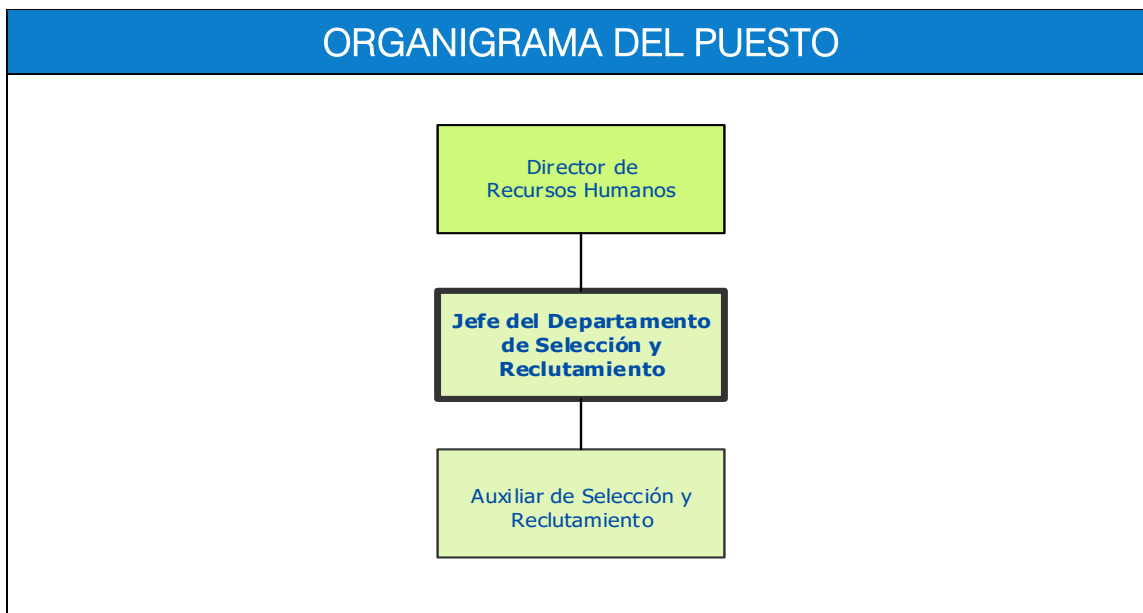 ORGANIGRAMA DEL PUESTO
Director de
Recursos Humanos
Jefe del Departamento
de Selección y
Reclutamiento
Auxiliar de Selección y
Reclutamiento